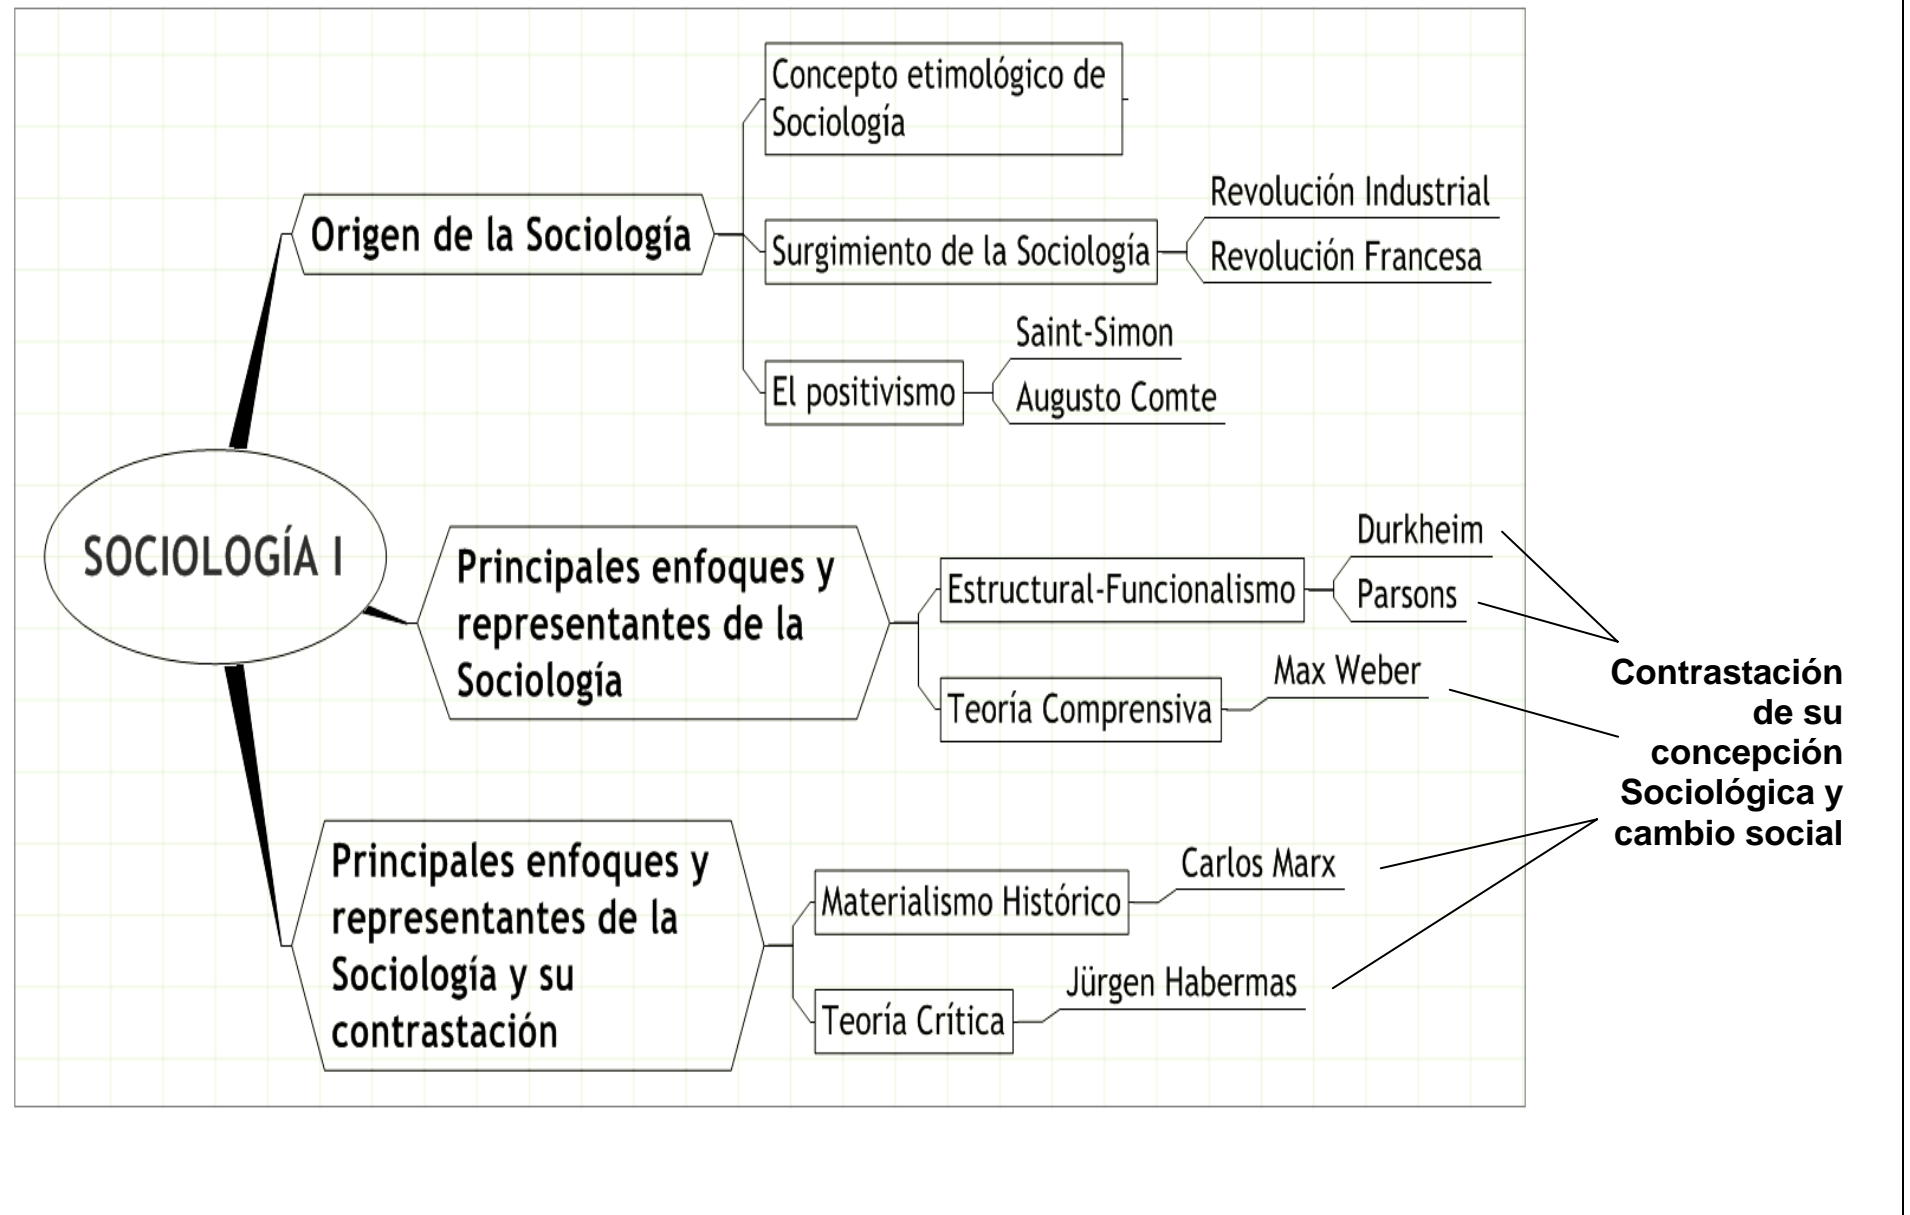 SOCIOLOGÍA I
Origen de la Sociología
Concepto etimológico de
Sociología
Surgimiento de la Sociología
Revolución Industrial
Revolución Francesa
El positivismo
Saint-Simon
Augusto Comte
Principales enfoques y
representantes de la
Sociología
Estructural-Funcionalismo
Durkheim
Parsons
Teoría Comprensiva
Max Weber
Principales enfoques y
representantes de la
Sociología y su
contrastación
Materialismo Histórico
Carlos Marx
Teoría Crítica
Jürgen Habermas
Contrastación
de su
concepción
Sociológica y
cambio social